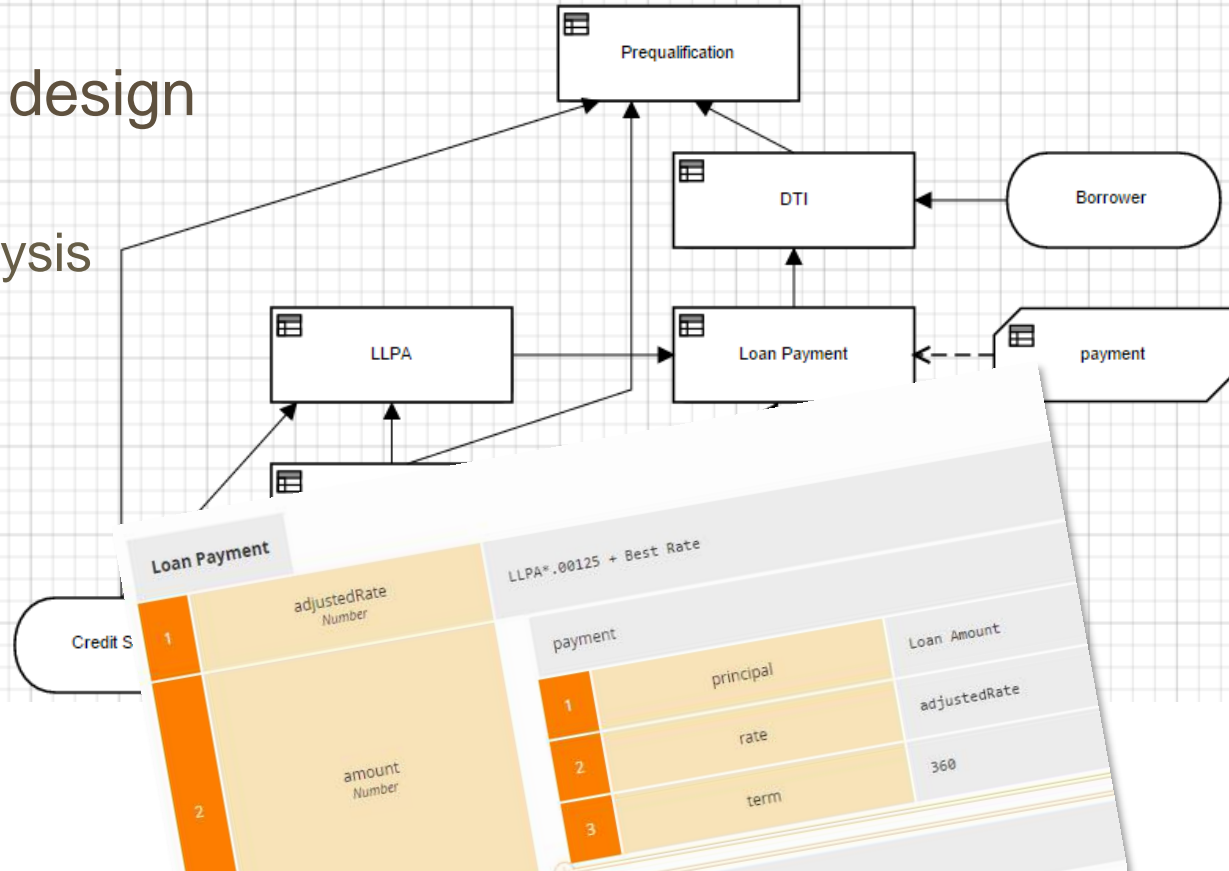 design
Prequalification
ysis
DTI
Borrower
LLPA
Loan Payment
payment
Credit S
Loan Payment
1
adjustedRate
Number
LLPA*.00125 + Best Rate
2
amount
Number
payment
1
principal
Loan Amount
2
rate
adjustedRate
3
term
360